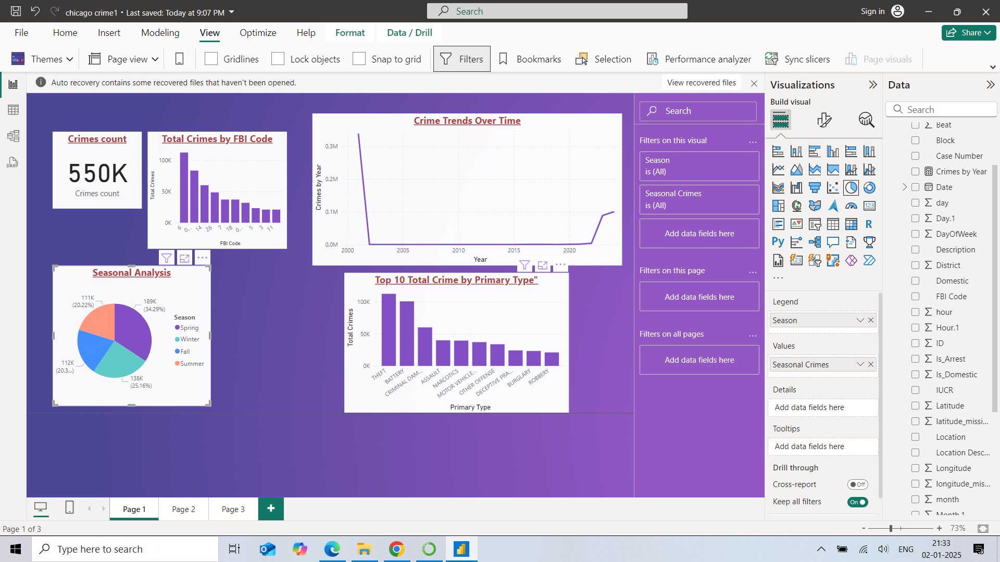 chicago crime1 • Last saved: Today at 9:07 PM
Search
Sign in
File Home Insert Modeling View Optimize Help Format Data / Drill
Share
Themes Page view Gridlines Lock objects Snap to grid Filters Bookmarks Selection Performance analyzer Sync slicers Page visuals
Auto recovery contains some recovered files that haven't been opened.
View recovered files
Crimes count
550K
Crimes count
Total Crimes by FBI Code
Total Crimes
100K
50K
0K
6 0... 14 26 7 18 0... 5 3 11
FBI Code
Crime Trends Over Time
Crimes by Year
0.3M
0.2M
0.1M
0.0M
2000 2005 2010 2015 2020
Year
Seasonal Analysis
111K
(20.22%)
189K
(34.29%)
112K
(20.3...)
138K
(25.16%)
Season
Spring
Winter
Fall
Summer
Top 10 Total Crime by Primary Type"
Total Crimes
100K
50K
0K
THEFT
BATTERY
CRIMINAL DAM...
ASSAULT
NARCOTICS
MOTOR VEHICLE...
OTHER OFFENSE
DECEPTIVE PRA...
BURGLARY
ROBBERY
Primary Type
Search
Filters on this visual ...
Season
is (All)
Seasonal Crimes
is (All)
Add data fields here
Filters on this page ...
Add data fields here
Filters on all pages ...
Add data fields here
Visualizations
Build visual
123
R
Py
123
...
Legend
Season
Values
Seasonal Crimes
Details
Add data fields here
Tooltips
Add data fields here
Drill through
Cross-report Off
Keep all filters On
Data
Search
Beat
Block
Case Number
Crimes by Year
Date
day
Day.1
DayOfWeek
Description
District
Domestic
FBI Code
hour
Hour.1
ID
Is_Arrest
Is_Domestic
IUCR
Latitude
latitude_missi...
Location
Location Desc...
Longitude
longitude_mis...
month
Month.1
DAX
Page 1 Page 2 Page 3 +
Page 1 of 3
- + 73%
Type here to search
ENG
21:33
02-01-2025